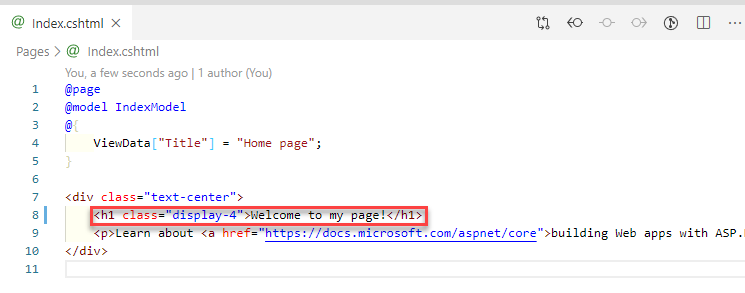 @ Index.cshtml ×
Pages > @ Index.cshtml
You, a few seconds ago | 1 author (You)
1 @page
2 @model IndexModel
3 @{
4 ViewData["Title"] = "Home page";
5 }
6
7 <div class="text-center">
8 <h1 class="display-4">Welcome to my page!</h1>
9 <p>Learn about <a href="https://docs.microsoft.com/aspnet/core">building Web apps with
10 </div>
11